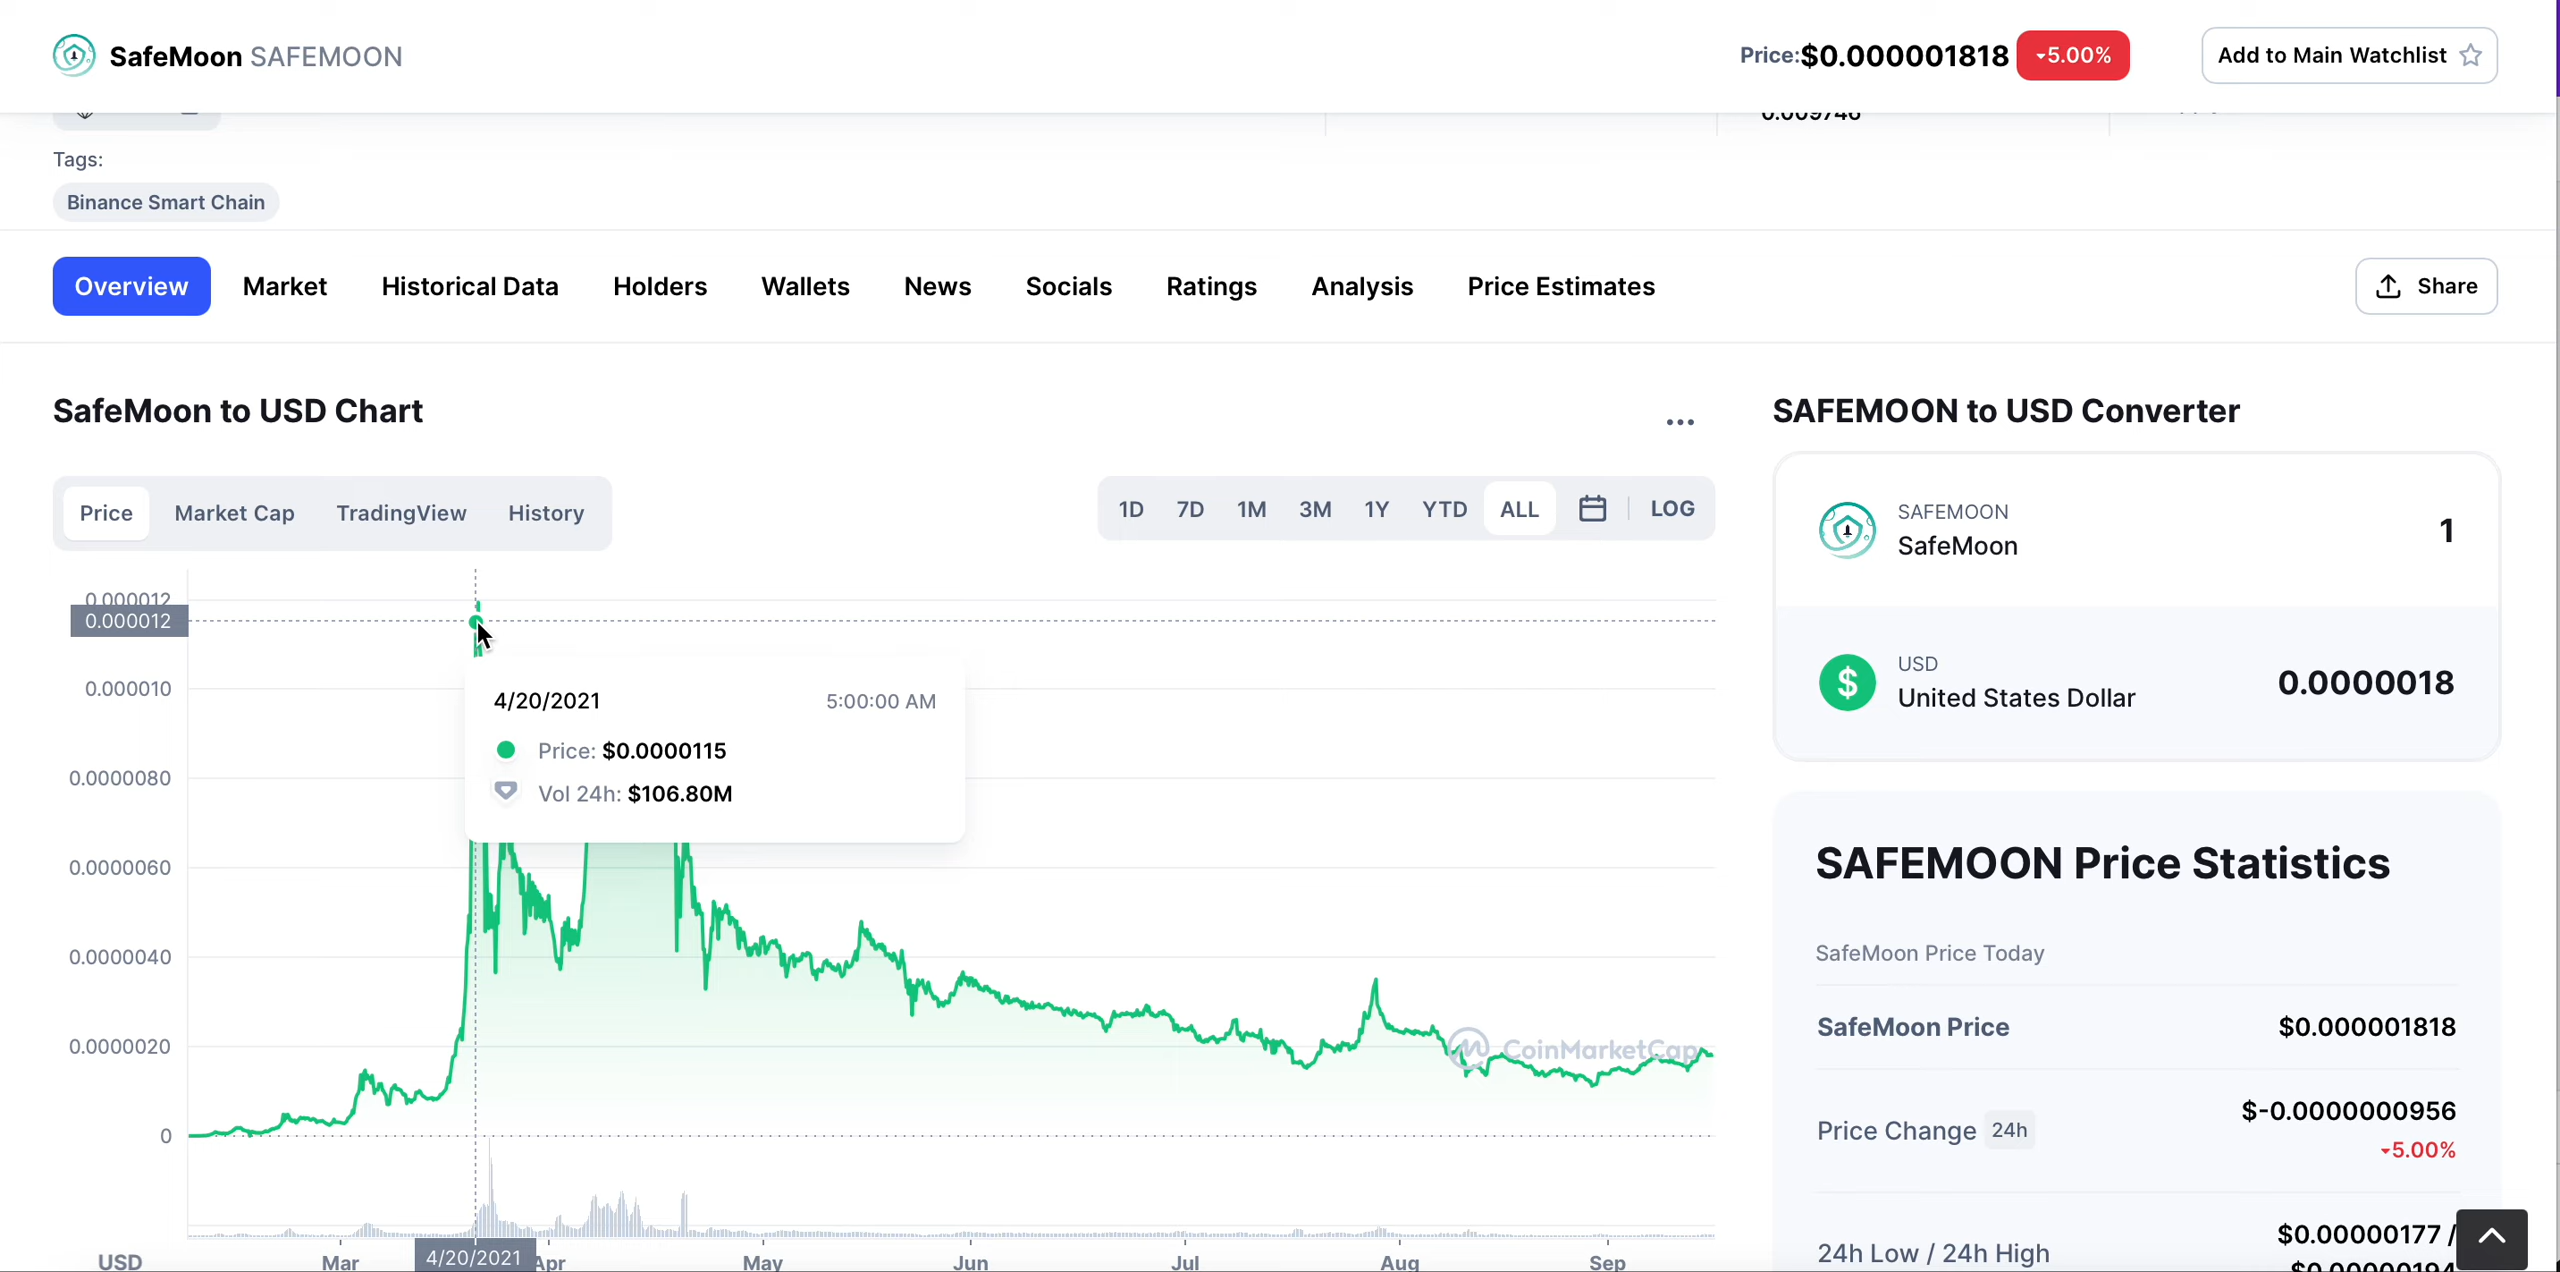 SafeMoon SAFEMOON
Price:$0.000001818 5.00% Add to Main Watchlist
0.009746
Tags:
Binance Smart Chain
Overview Market Historical Data Holders Wallets News Socials Ratings Analysis Price Estimates Share
SafeMoon to USD Chart
Price Market Cap TradingView History
1D 7D 1M 3M 1Y YTD ALL LOG
0.000012
0.000012
0.000010
0.0000080
0.0000060
0.0000040
0.0000020
0
4/20/2021 5:00:00 AM
Price: $0.0000115
Vol 24h: $106.80M
CoinMarketCap
USD Mar 4/20/2021 Apr May Jun Jul Aug Sep
SAFEMOON to USD Converter
SAFEMOON
SafeMoon
1
USD
United States Dollar
0.0000018
SAFEMOON Price Statistics
SafeMoon Price Today
SafeMoon Price $0.000001818
Price Change 24h $-0.0000000956
5.00%
24h Low / 24h High $0.00000177 /
$0.00000194